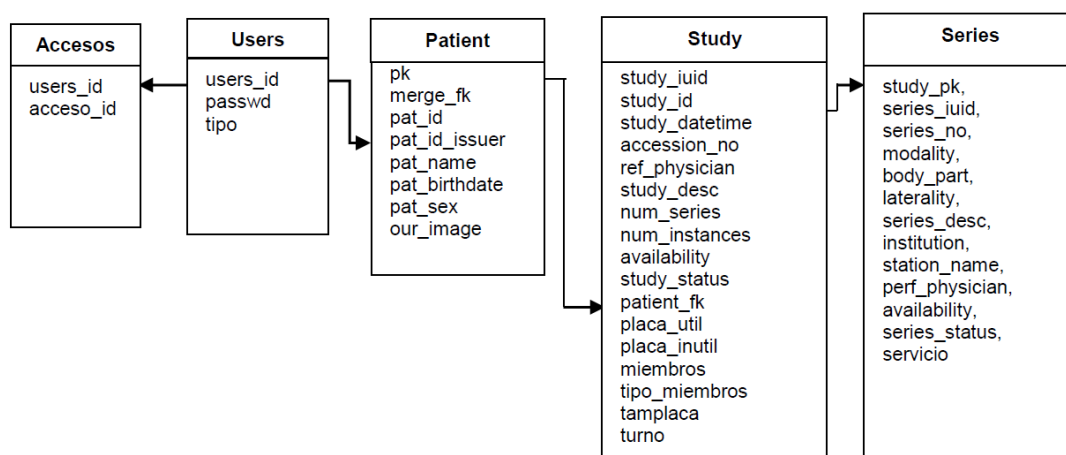 Accesos
users_id
acceso_id
Users
users_id
passwd
tipo
Patient
pk
merge_fk
pat_id
pat_id_issuer
pat_name
pat_birthdate
pat_sex
our_image
Study
study_iuid
study_id
study_datetime
accession_no
ref_physician
study_desc
num_series
num_instances
availability
study_status
patient_fk
placa_util
placa_inutil
miembros
tipo_miembros
tamplaca
turno
Series
study_pk,
series_iuid,
series_no,
modality,
body_part,
laterality,
series_desc,
institution,
station_name,
perf_physician,
availability,
series_status,
servicio